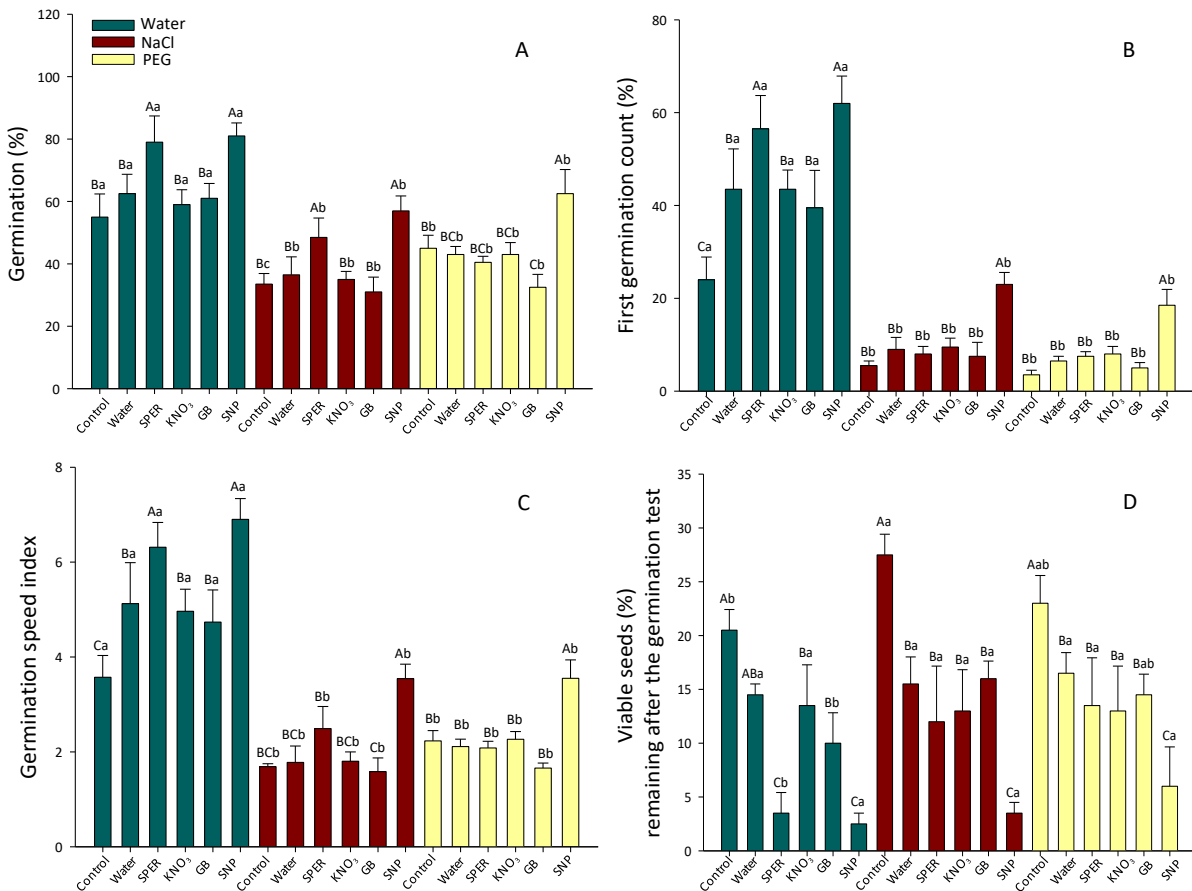 Water
NaCl
PEG
A
Germination (%)
120
100
80
60
40
20
0
Ba Ba Aa Ba Ba Aa Bc Bb Ab Bb Bb Ab Bb BCb BCb BCb Cb Ab
Control Water SPER KNO₃ GB SNP Control Water SPER KNO₃ GB SNP Control Water SPER KNO₃ GB SNP
B
First germination count (%)
80
60
40
20
0
Ca Ba Aa Ba Ba Aa Bb Bb Bb Bb Bb Ab Bb Bb Bb Bb Bb Ab
Control Water SPER KNO₃ GB SNP Control Water SPER KNO₃ GB SNP Control Water SPER KNO₃ GB SNP
C
Germination speed index
8
6
4
2
0
Ca Ba Aa Ba Ba Aa BCb BCb Bb BCb Cb Ab Bb Bb Bb Bb Bb Ab
Control Water SPER KNO₃ GB SNP Control Water SPER KNO₃ GB SNP Control Water SPER KNO₃ GB SNP
D
Viable seeds (%)
remaining after the germination test
35
30
25
20
15
10
5
0
Ab ABa Cb Ba Bb Ca Aa Ba Ba Ba Ba Ca Aab Ba Ba Ba Bab Ca
Control Water SPER KNO₃ GB SNP Control Water SPER KNO₃ GB SNP Control Water SPER KNO₃ GB SNP